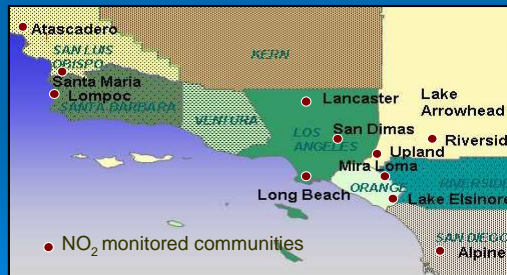 Atascadero
SAN LUIS
OBISPO
KERN
Santa Maria
Lompoc
SANTA BARBARA
VENTURA
Lancaster
Lake
Arrowhead
LOS
ANGELES
San Dimas
Riversid
Upland
Mira Loma
ORANGE
RIVERSIDE
Long Beach
Lake Elsinore
SAN DIEGO
Alpine
NO₂ monitored communities